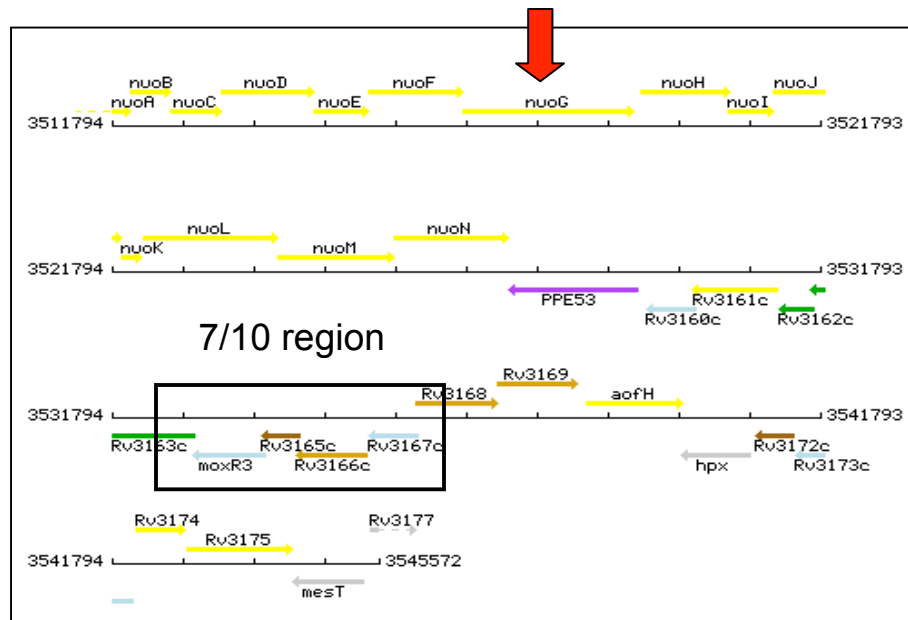 nuoB nuoD nuoF nuoH nuoJ
nuoA nuoC nuoE nuoG nuoI
3511794 3521793
nuoL nuoN
nuoK nuoM
3521794 3531793
PPE53 Rv3161c
Rv3160c Rv3162c
7/10 region
Rv3169
Rv3168 aofH
3531794 3541793
Rv3163c Rv3165c Rv3167c Rv3172c
moxR3 Rv3166c hpx Rv3173c
Rv3174 Rv3177
Rv3175
3541794 3545572
mesT